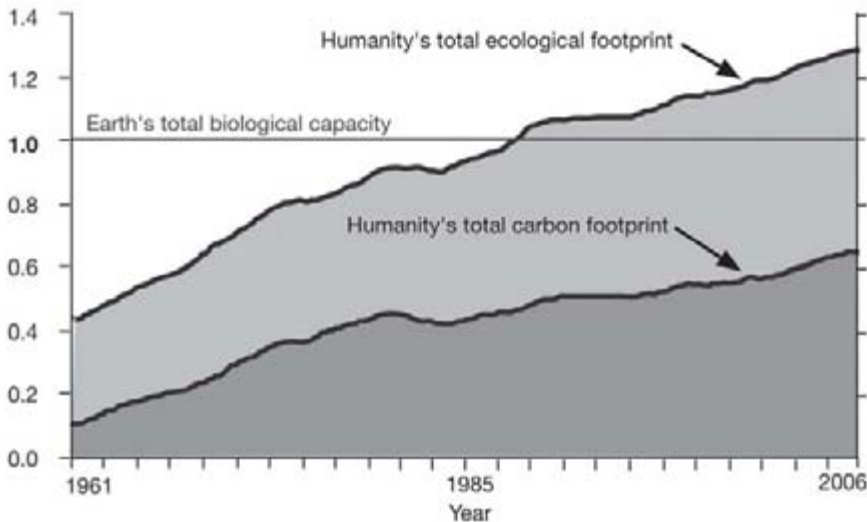 1.4
Humanity's total ecological footprint
1.2
Earth's total biological capacity
1.0
0.8
Humanity's total carbon footprint
0.6
0.4
0.2
0.0
1961 1985 2006
Year